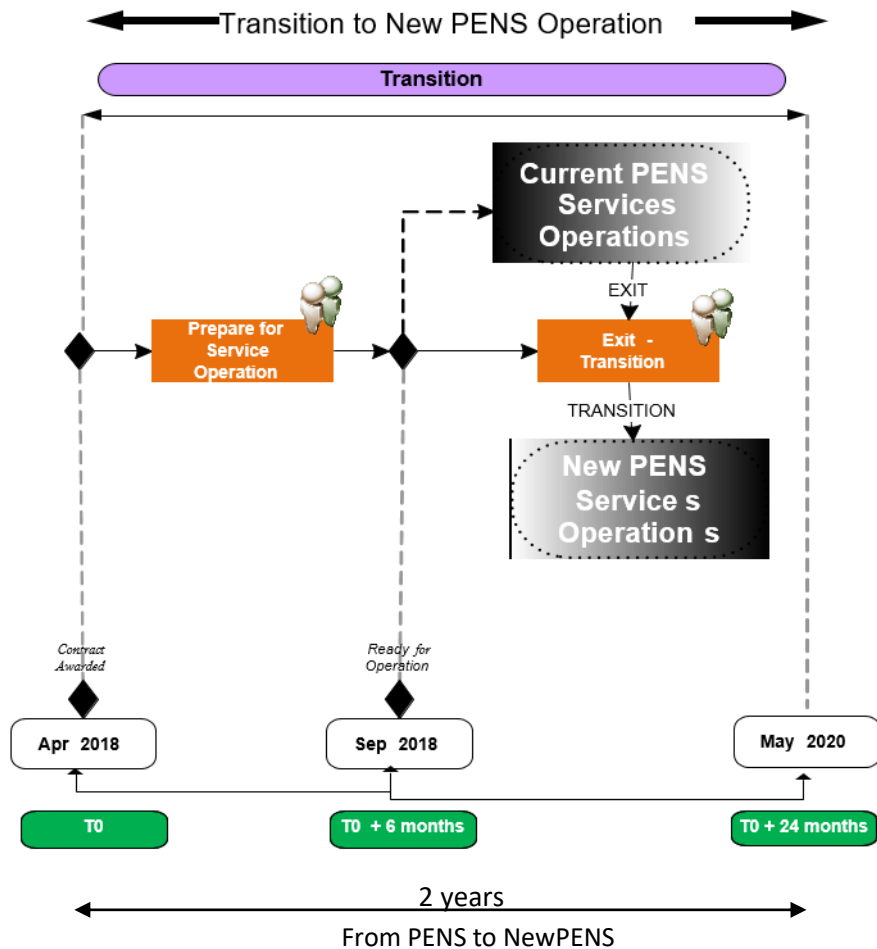 Transition to New PENS Operation
Transition
Current PENS
Services
Operations
EXIT
Prepare for
Service
Operation
Exit -
Transition
TRANSITION
New PENS
Service s
Operation s
Contract
Awarded
Ready for
Operation
Apr 2018
Sep 2018
May 2020
T0
T0 + 6 months
T0 + 24 months
2 years
From PENS to NewPENS